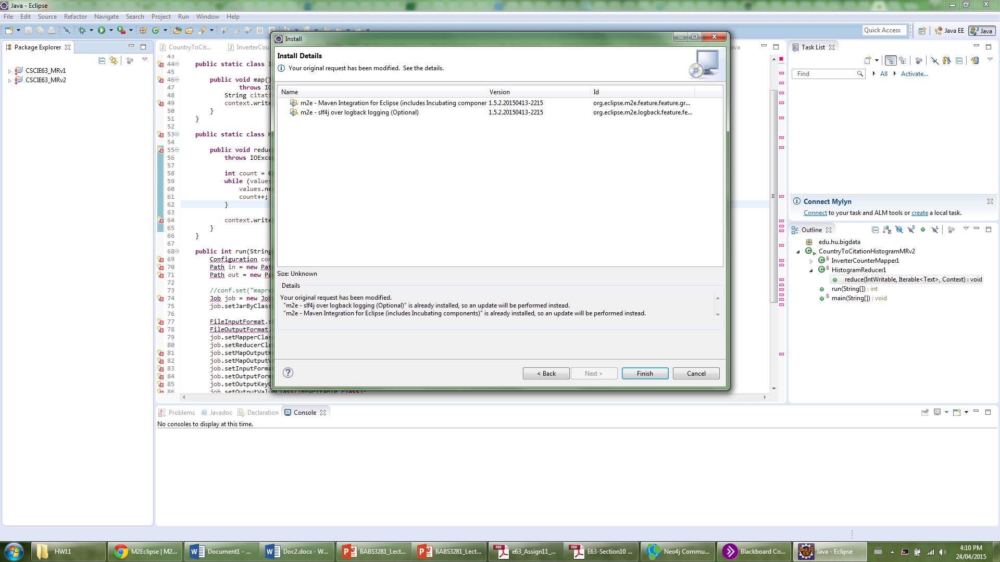 Java - Eclipse
File Edit Source Refactor Navigate Search Project Run Window Help
Quick Access
Java EE
Java
Package Explorer
CSCIE63_MRv1
CSCIE63_MRv2
CountryToCit...
InverterCou
43
44 public static class I
46 public void map(
47 throws IO
48 String citati
49 context.write
50 }
51 }
52
53 public static class H
54
55 public void reduc
56 throws IOExce
57
58 int count = 0
59 while (values
60 values.ne
61 count++;
62 }
63
64 context.write
65 }
66 }
67
68 public int run(String
69 Configuration con
70 Path in = new Pat
71 Path out = new Pa
72
73 //conf.set("mapre
74 Job job = new Job
75 job.setJarByClass
76
77 FileInputFormat.s
78 FileOutputFormat.
79 job.setMapperClas
80 job.setReducerCla
81 job.setMapOutputK
82 job.setMapOutputV
83 job.setInputForma
84 job.setOutputForm
85 job.setOutputKeyC
86 job.setOutputValueClass(IntWritable.class);
Install
Install Details
Your original request has been modified. See the details.
Name Version Id
m2e - Maven Integration for Eclipse (includes Incubating componer 1.5.2.20150413-2215 org.eclipse.m2e.feature.feature.gr...
m2e - slf4j over logback logging (Optional) 1.5.2.20150413-2215 org.eclipse.m2e.logback.feature.fe...
Size: Unknown
Details
Your original request has been modified.
"m2e - slf4j over logback logging (Optional)" is already installed, so an update will be performed instead.
"m2e - Maven Integration for Eclipse (includes Incubating components)" is already installed, so an update will be performed instead.
< Back
Next >
Finish
Cancel
ava
Task List
Find
All
Activate...
Connect Mylyn
Connect to your task and ALM tools or create a local task.
Outline
edu.hu.bigdata
CountryToCitationHistogramMRv2
InverterCounterMapper1
HistogramReducer1
reduce(IntWritable, Iterable<Text>, Context) : void
run(String[]) : int
main(String[]) : void
Problems @ Javadoc Declaration Console
No consoles to display at this time.
HW11
M2Eclipse | M2...
Document1 - ...
Doc2.docx - W...
BABS3281_Lect...
BABS3281_Lect...
e63_Assign11_...
E63-Section10 ...
Neo4j Commu...
Blackboard Co...
Java - Eclipse
4:10 PM
24/04/2015